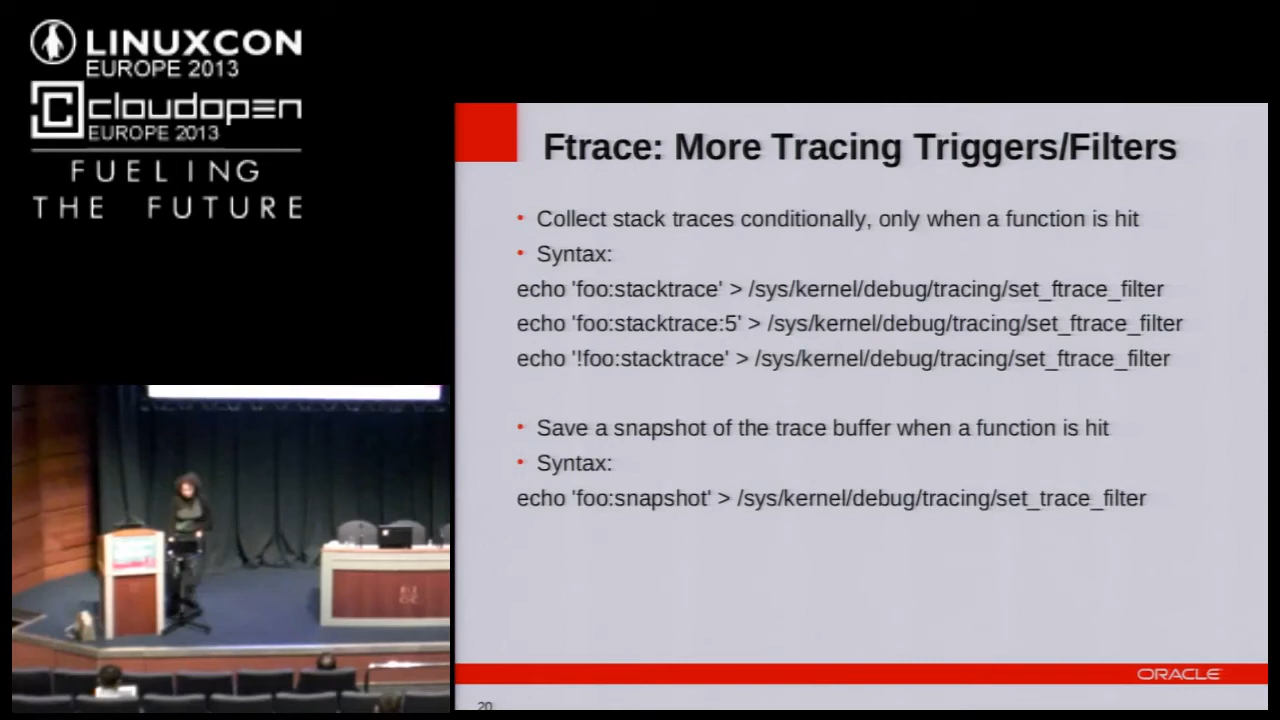 LINUXCON
EUROPE 2013
cloudopen
EUROPE 2013
FUELING
THE FUTURE
Ftrace: More Tracing Triggers/Filters
• Collect stack traces conditionally, only when a function is hit
• Syntax:
echo 'foo:stacktrace' > /sys/kernel/debug/tracing/set_ftrace_filter
echo 'foo:stacktrace:5' > /sys/kernel/debug/tracing/set_ftrace_filter
echo '!foo:stacktrace' > /sys/kernel/debug/tracing/set_ftrace_filter
• Save a snapshot of the trace buffer when a function is hit
• Syntax:
echo 'foo:snapshot' > /sys/kernel/debug/tracing/set_trace_filter
ORACLE
20